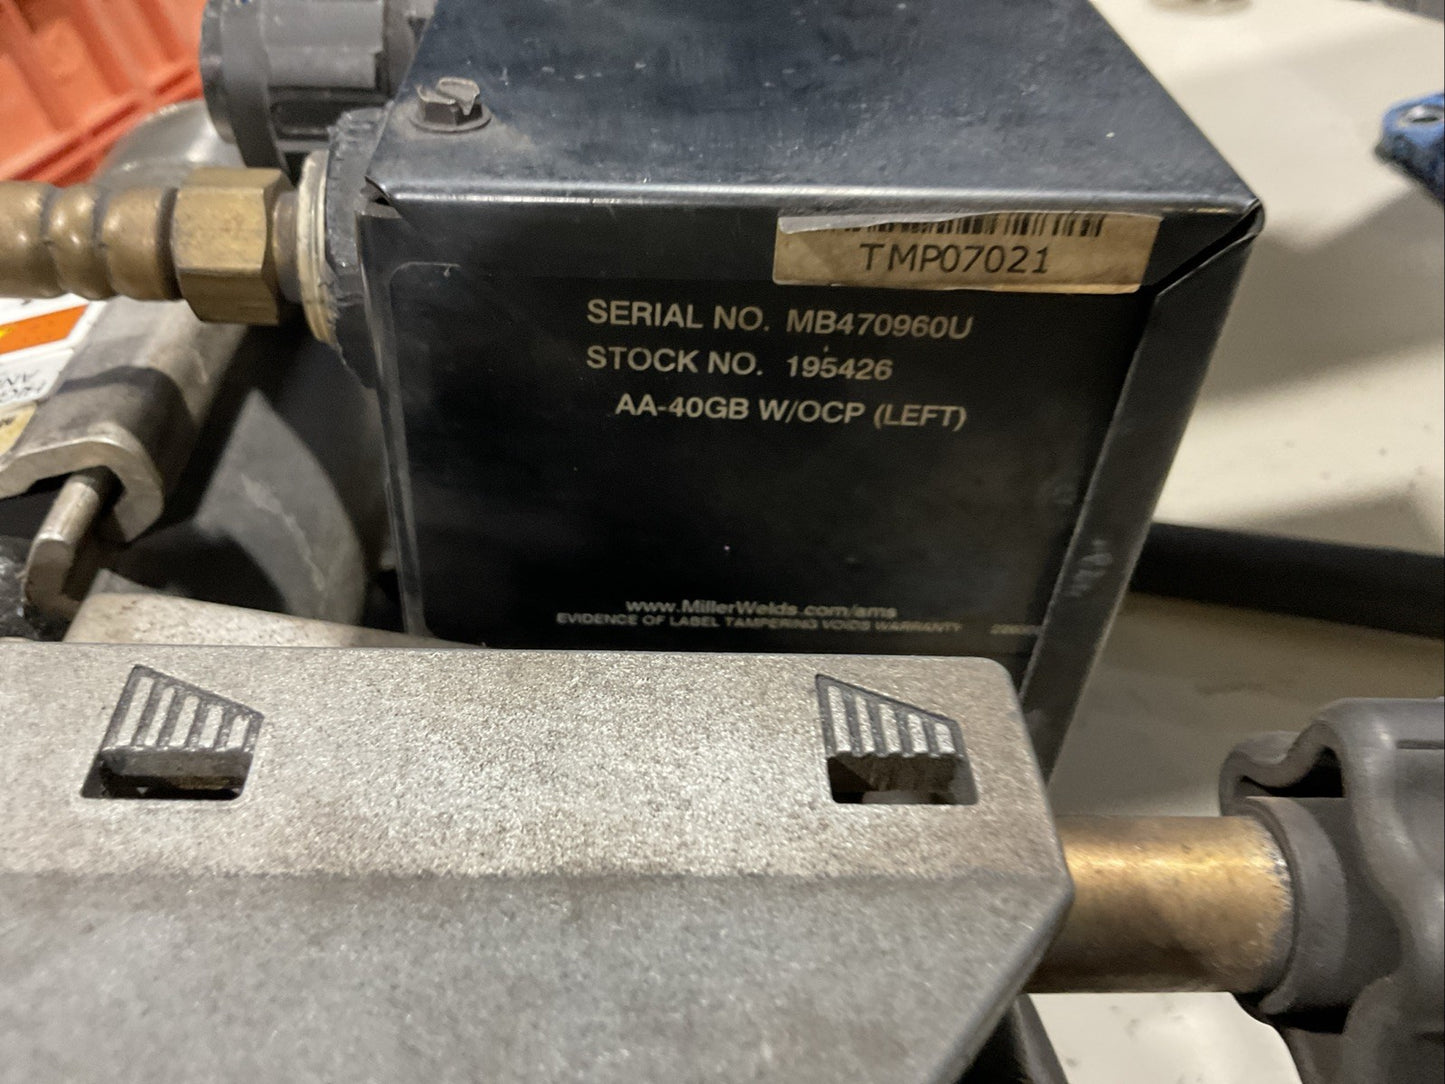 TMP07021
SERIAL NO. MB470960U
STOCK NO. 195426
AA-40GB W/OCP (LEFT)
www.MillerWelds.com/ams
EVIDENCE OF LABEL TAMPERING VOIDS WARRANTY